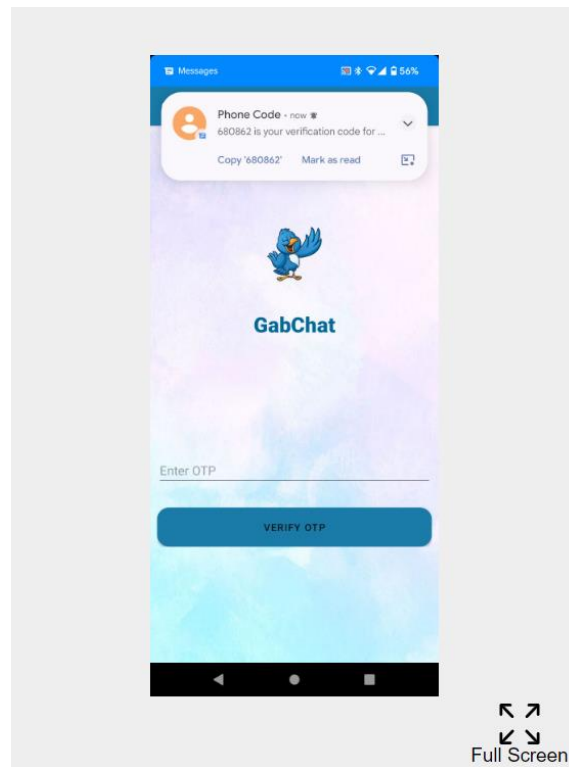 Messages 56%
Phone Code • now
680862 is your verification code for ...
Copy '680862' Mark as read
GabChat
Enter OTP
VERIFY OTP
Full Screen